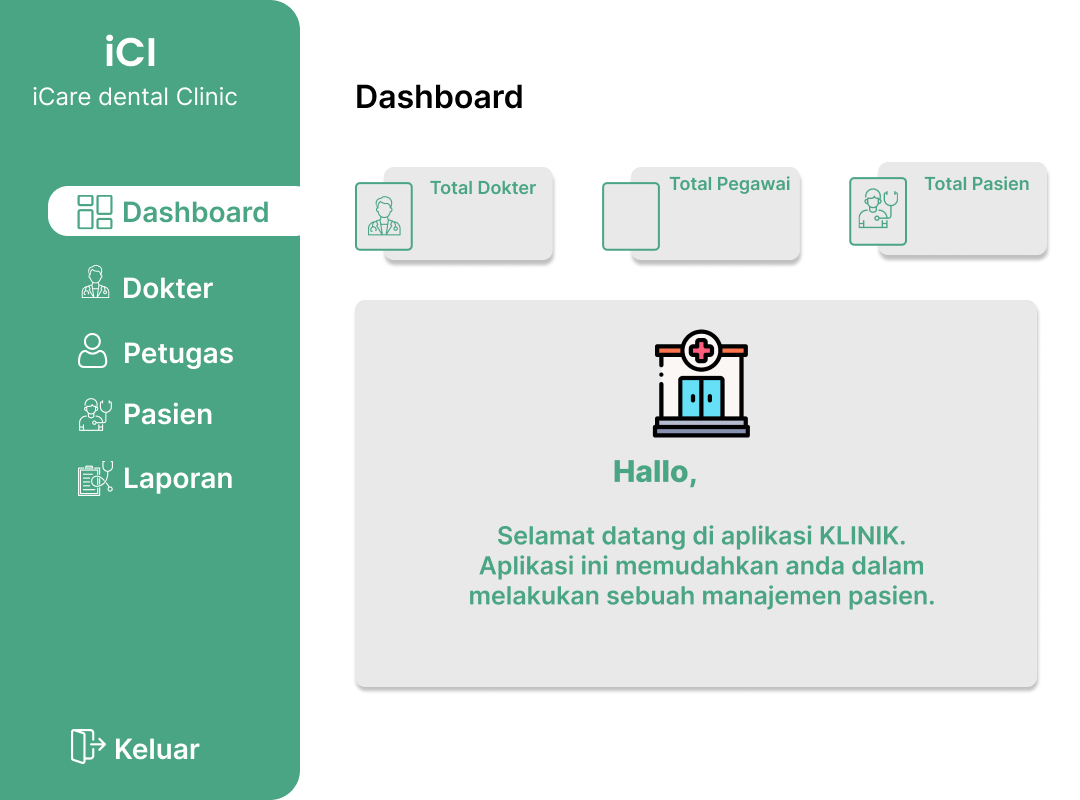 iCI
iCare dental Clinic
Dashboard
Dokter
Petugas
Pasien
Laporan
Keluar
Dashboard
Total Dokter
Total Pegawai
Total Pasien
Hallo,
Selamat datang di aplikasi KLINIK.
Aplikasi ini memudahkan anda dalam
melakukan sebuah manajemen pasien.